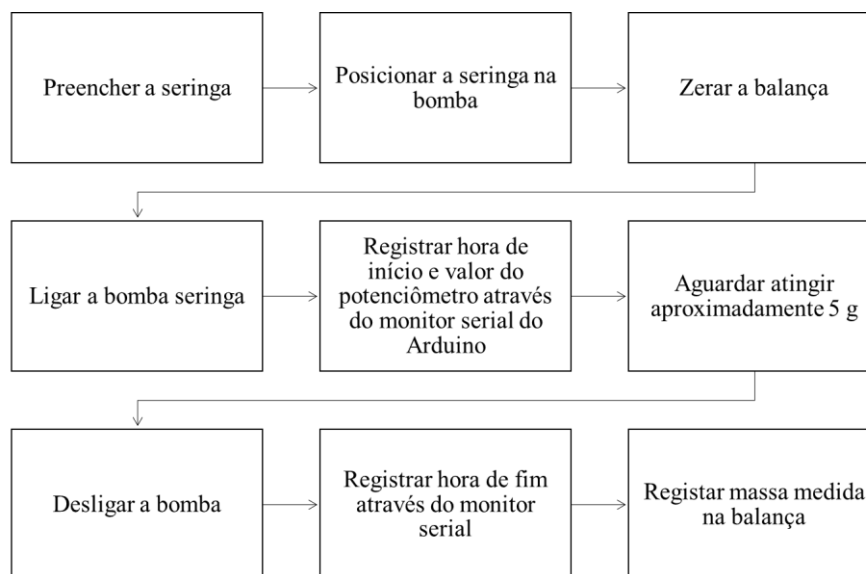 Preencher a seringa
Posicionar a seringa na
bomba
Zerar a balança
Ligar a bomba seringa
Registrar hora de
início e valor do
potenciômetro através
do monitor serial do
Arduino
Aguardar atingir
aproximadamente 5 g
Desligar a bomba
Registrar hora de fim
através do monitor
serial
Registar massa medida
na balança